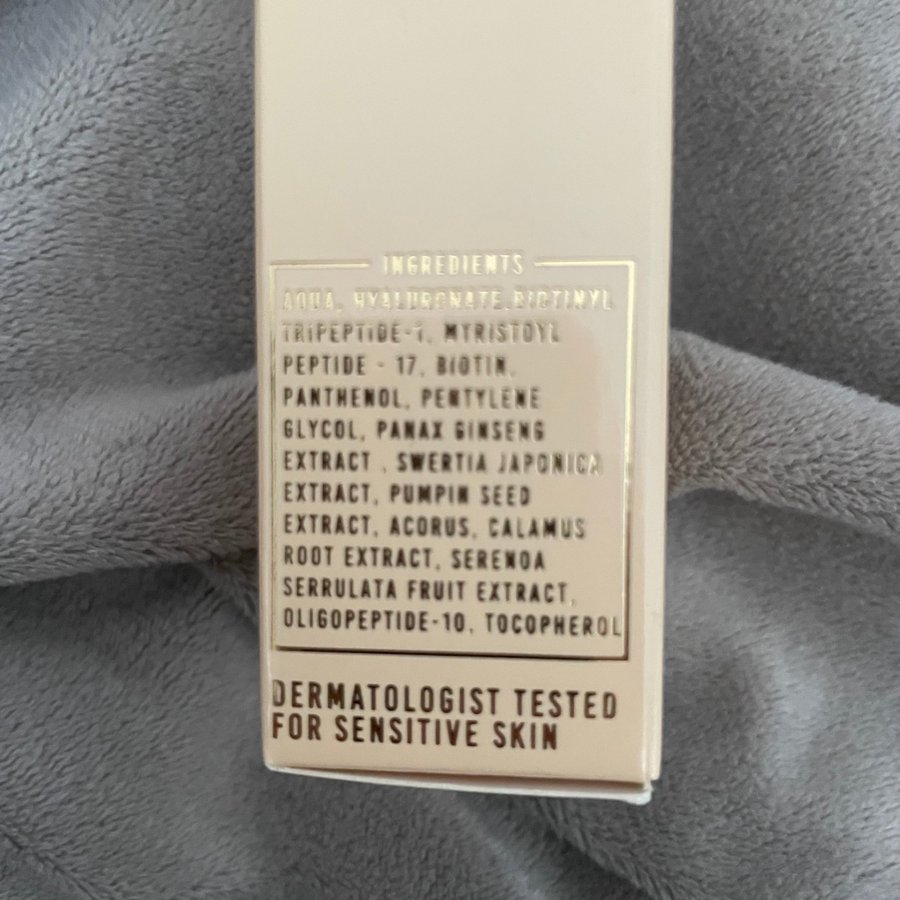 INGREDIENTS
AQUA, HYALURONATE,BIOTINYL
TRIPEPTIDE-1, MYRISTOYL
PEPTIDE - 17, BIOTIN,
PANTHENOL, PENTYLENE
GLYCOL, PANAX GINSENG
EXTRACT , SWERTIA JAPONICA
EXTRACT, PUMPIN SEED
EXTRACT, ACORUS, CALAMUS
ROOT EXTRACT, SERENOA
SERRULATA FRUIT EXTRACT,
OLIGOPEPTIDE-10, TOCOPHEROL
DERMATOLOGIST TESTED
FOR SENSITIVE SKIN